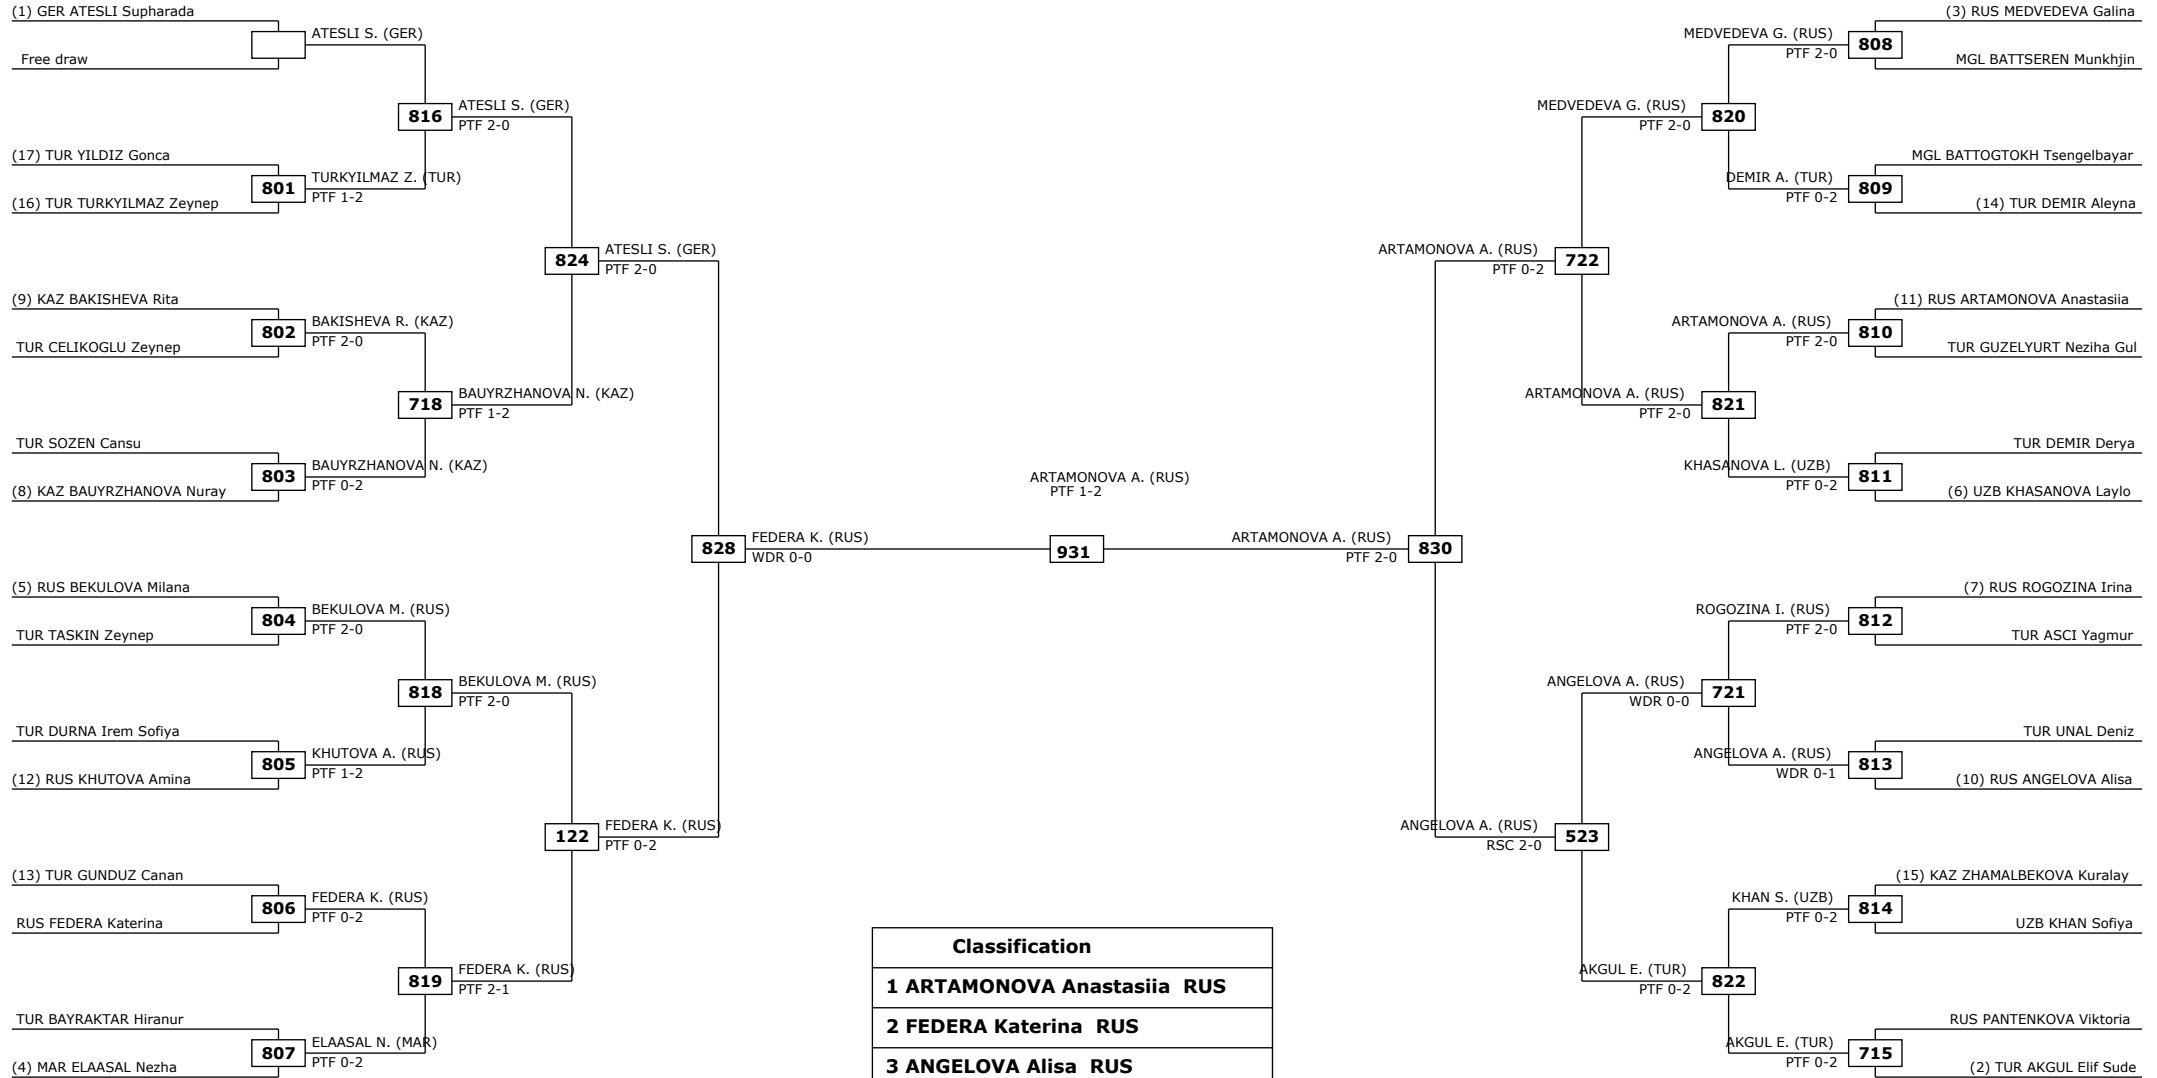 (1) GER ATESLI Supharada
ATESLI S. (GER)
Free draw
816
ATESLI S. (GER)
PTF 2-0
(17) TUR YILDIZ Gonca
801
TURKYILMAZ Z. (TUR)
PTF 1-2
(16) TUR TURKYILMAZ Zeynep
824
ATESLI S. (GER)
PTF 2-0
(9) KAZ BAKISHEVA Rita
802
BAKISHEVA R. (KAZ)
PTF 2-0
TUR CELIKOGLU Zeynep
718
BAUYRZHANOVA N. (KAZ)
PTF 1-2
TUR SOZEN Cansu
803
BAUYRZHANOVA N. (KAZ)
PTF 0-2
(8) KAZ BAUYRZHANOVA Nuray
828
FEDERA K. (RUS)
WDR 0-0
(5) RUS BEKULOVA Milana
804
BEKULOVA M. (RUS)
PTF 2-0
TUR TASKIN Zeynep
818
BEKULOVA M. (RUS)
PTF 2-0
TUR DURNA Irem Sofiya
805
KHUTOVA A. (RUS)
PTF 1-2
(12) RUS KHUTOVA Amina
122
FEDERA K. (RUS)
PTF 0-2
(13) TUR GUNDUZ Canan
806
FEDERA K. (RUS)
PTF 0-2
RUS FEDERA Katerina
819
FEDERA K. (RUS)
PTF 2-1
TUR BAYRAKTAR Hiranur
807
ELAASAL N. (MAR)
PTF 0-2
(4) MAR ELAASAL Nezha
ARTAMONOVA A. (RUS)
PTF 1-2
931
(3) RUS MEDVEDEVA Galina
MEDVEDEVA G. (RUS)
PTF 2-0
808
MGL BATTSEREN Munkhjin
MEDVEDEVA G. (RUS)
PTF 2-0
820
MGL BATTOGTOKH Tsengelbayar
DEMIR A. (TUR)
PTF 0-2
809
(14) TUR DEMIR Aleyna
ARTAMONOVA A. (RUS)
PTF 0-2
722
(11) RUS ARTAMONOVA Anastasiia
ARTAMONOVA A. (RUS)
PTF 2-0
810
TUR GUZELYURT Neziha Gul
ARTAMONOVA A. (RUS)
PTF 2-0
821
TUR DEMIR Derya
KHASANOVA L. (UZB)
PTF 0-2
811
(6) UZB KHASANOVA Laylo
ARTAMONOVA A. (RUS)
PTF 2-0
830
(7) RUS ROGOZINA Irina
ROGOZINA I. (RUS)
PTF 2-0
812
TUR ASCI Yagmur
ANGELOVA A. (RUS)
WDR 0-0
721
TUR UNAL Deniz
ANGELOVA A. (RUS)
WDR 0-1
813
(10) RUS ANGELOVA Alisa
ANGELOVA A. (RUS)
RSC 2-0
523
(15) KAZ ZHAMALBEKOVA Kuralay
KHAN S. (UZB)
PTF 0-2
814
UZB KHAN Sofiya
AKGUL E. (TUR)
PTF 0-2
822
RUS PANTENKOVA Viktoria
AKGUL E. (TUR)
PTF 0-2
715
(2) TUR AKGUL Elif Sude
Classification
1 ARTAMONOVA Anastasiia RUS
2 FEDERA Katerina RUS
3 ANGELOVA Alisa RUS